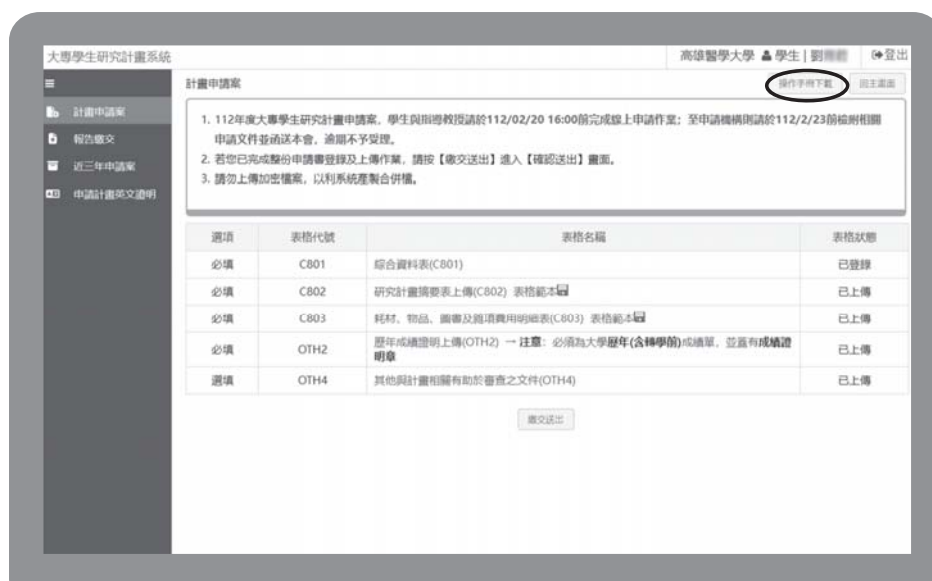 大專學生研究計畫系統
高雄醫學大學 學生 | 劉
登出
計畫申請案
操作手冊下載
回主畫面
計畫申請案
報告繳交
近三年申請案
申請計畫英文證明
1. 112年度大專學生研究計畫申請案，學生與指導教授請於112/02/20 16:00前完成線上申請作業；至申請機構則請於112/2/23前檢附相關
申請文件並函送本會，逾期不予受理。
2. 若您已完成整份申請書登錄及上傳作業，請按【繳交送出】進入【確認送出】畫面。
3. 請勿上傳加密檔案，以利系統產製合併檔。
選項 表格代號 表格名稱 表格狀態
必填 C801 綜合資料表(C801) 已登錄
必填 C802 研究計畫摘要表上傳(C802) 表格範本 已上傳
必填 C803 耗材、物品、圖書及雜項費用明細表(C803) 表格範本 已上傳
必填 OTH2 歷年成績證明上傳(OTH2) → 注意：必須為大學歷年(含轉學前)成績單，並蓋有成績證
明章 已上傳
選填 OTH4 其他與計畫相關有助於審查之文件(OTH4) 已上傳
繳交送出